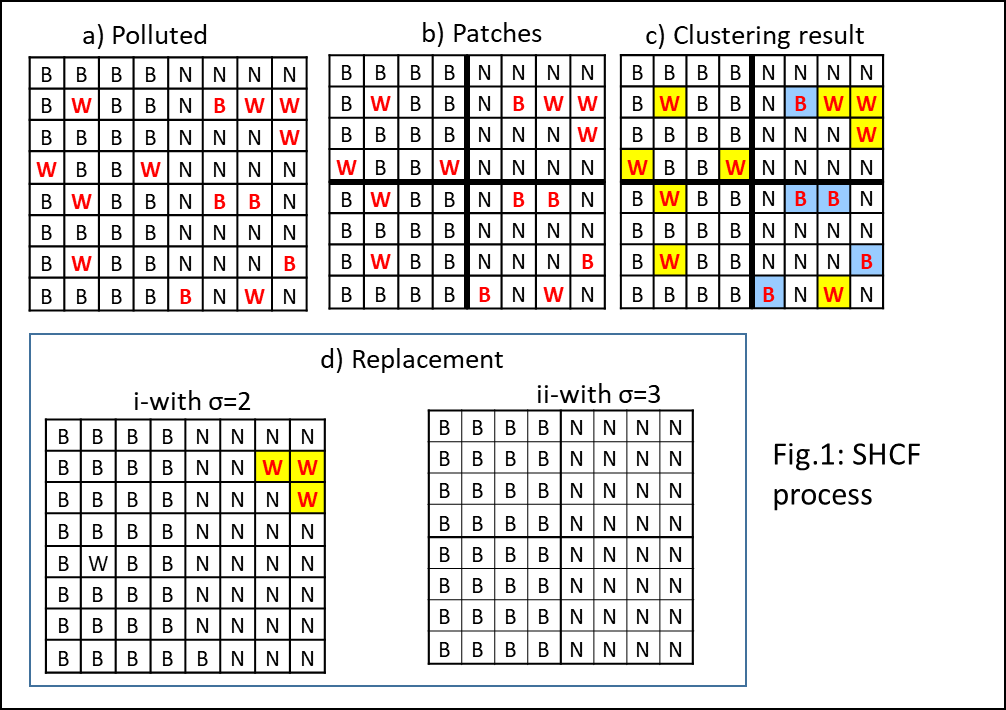 a) Polluted
B B B B N N N N
B W B B N B W W
B B B B N N N W
W B B W N N N N
B W B B N B B N
B B B B N N N N
B W B B N N N B
B B B B B N W N
b) Patches
B B B B N N N N
B W B B N B W W
B B B B N N N W
W B B W N N N N
B W B B N B B N
B B B B N N N N
B W B B N N N B
B B B B B N W N
c) Clustering result
B B B B N N N N
B W B B N B W W
B B B B N N N W
W B B W N N N N
B W B B N B B N
B B B B N N N N
B W B B N N N B
B B B B B N W N
d) Replacement
i-with σ=2
B B B B N N N N
B B B B N N W W
B B B B N N N W
B B B B N N N N
B W B B N N N N
B B B B N N N N
B B B B N N N N
B B B B B N N N
ii-with σ=3
B B B B N N N N
B B B B N N N N
B B B B N N N N
B B B B N N N N
B B B B N N N N
B B B B N N N N
B B B B N N N N
B B B B N N N N
Fig.1: SHCF
process